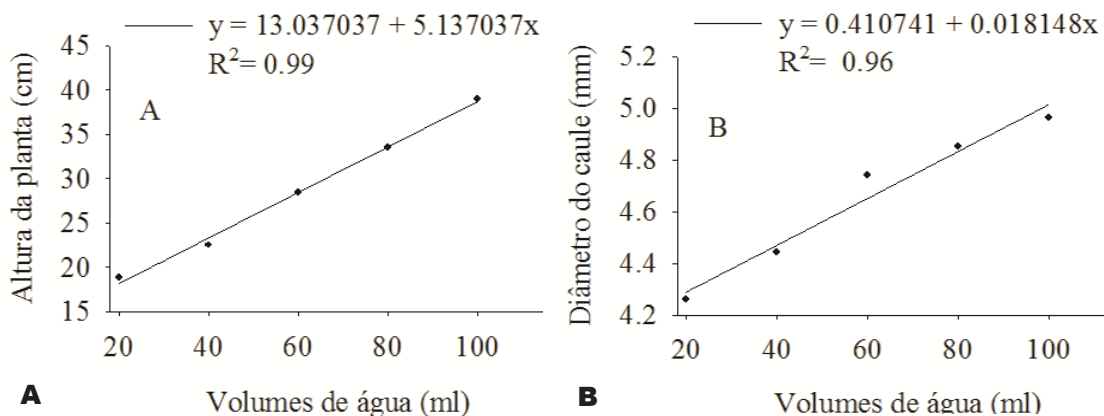 y = 13.037037 + 5.137037x
R²= 0.99
A
Altura da planta (cm)
45
40
35
30
25
20
15
20 40 60 80 100
Volumes de água (ml)
A
y = 0.410741 + 0.018148x
R²= 0.96
B
Diâmetro do caule (mm)
5.2
5.0
4.8
4.6
4.4
4.2
20 40 60 80 100
Volumes de água (ml)
B